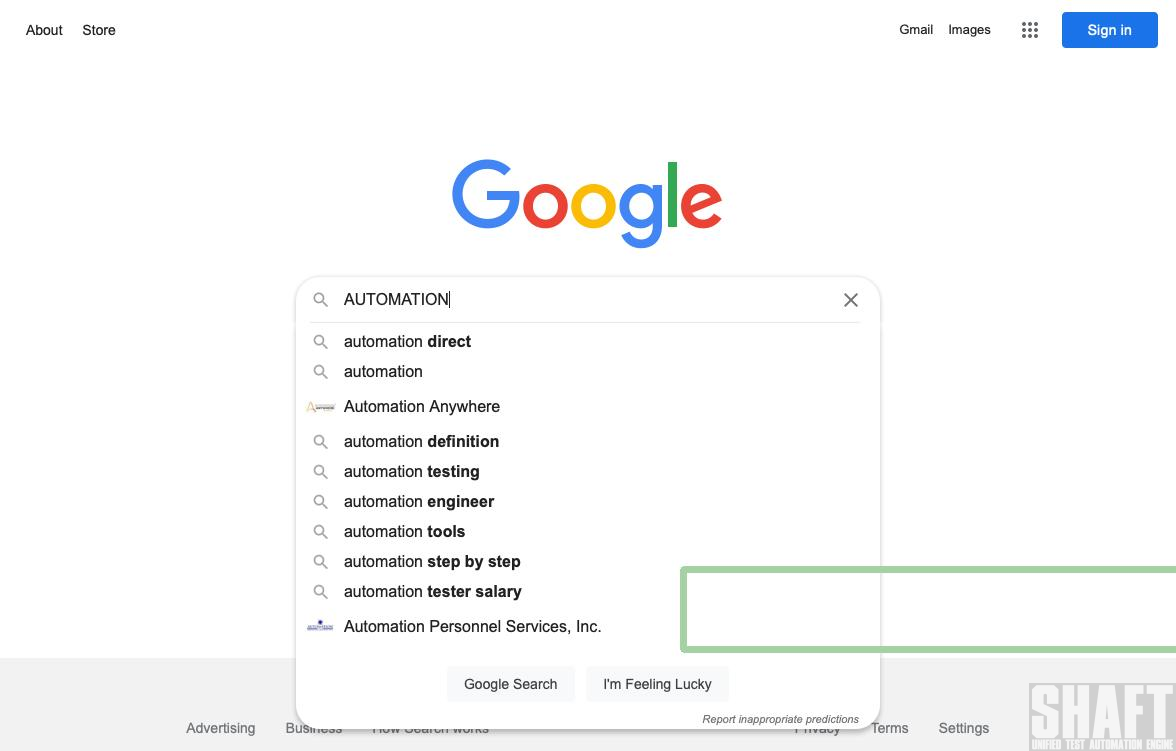 About Store
Gmail Images
Sign in
Google
AUTOMATION
automation direct
automation
Automation Anywhere
automation definition
automation testing
automation engineer
automation tools
automation step by step
automation tester salary
Automation Personnel Services, Inc.
Google Search
I'm Feeling Lucky
Report inappropriate predictions
Advertising Business How Search works Privacy Terms Settings
SHAFT
UNIFIED TEST AUTOMATION ENGINE